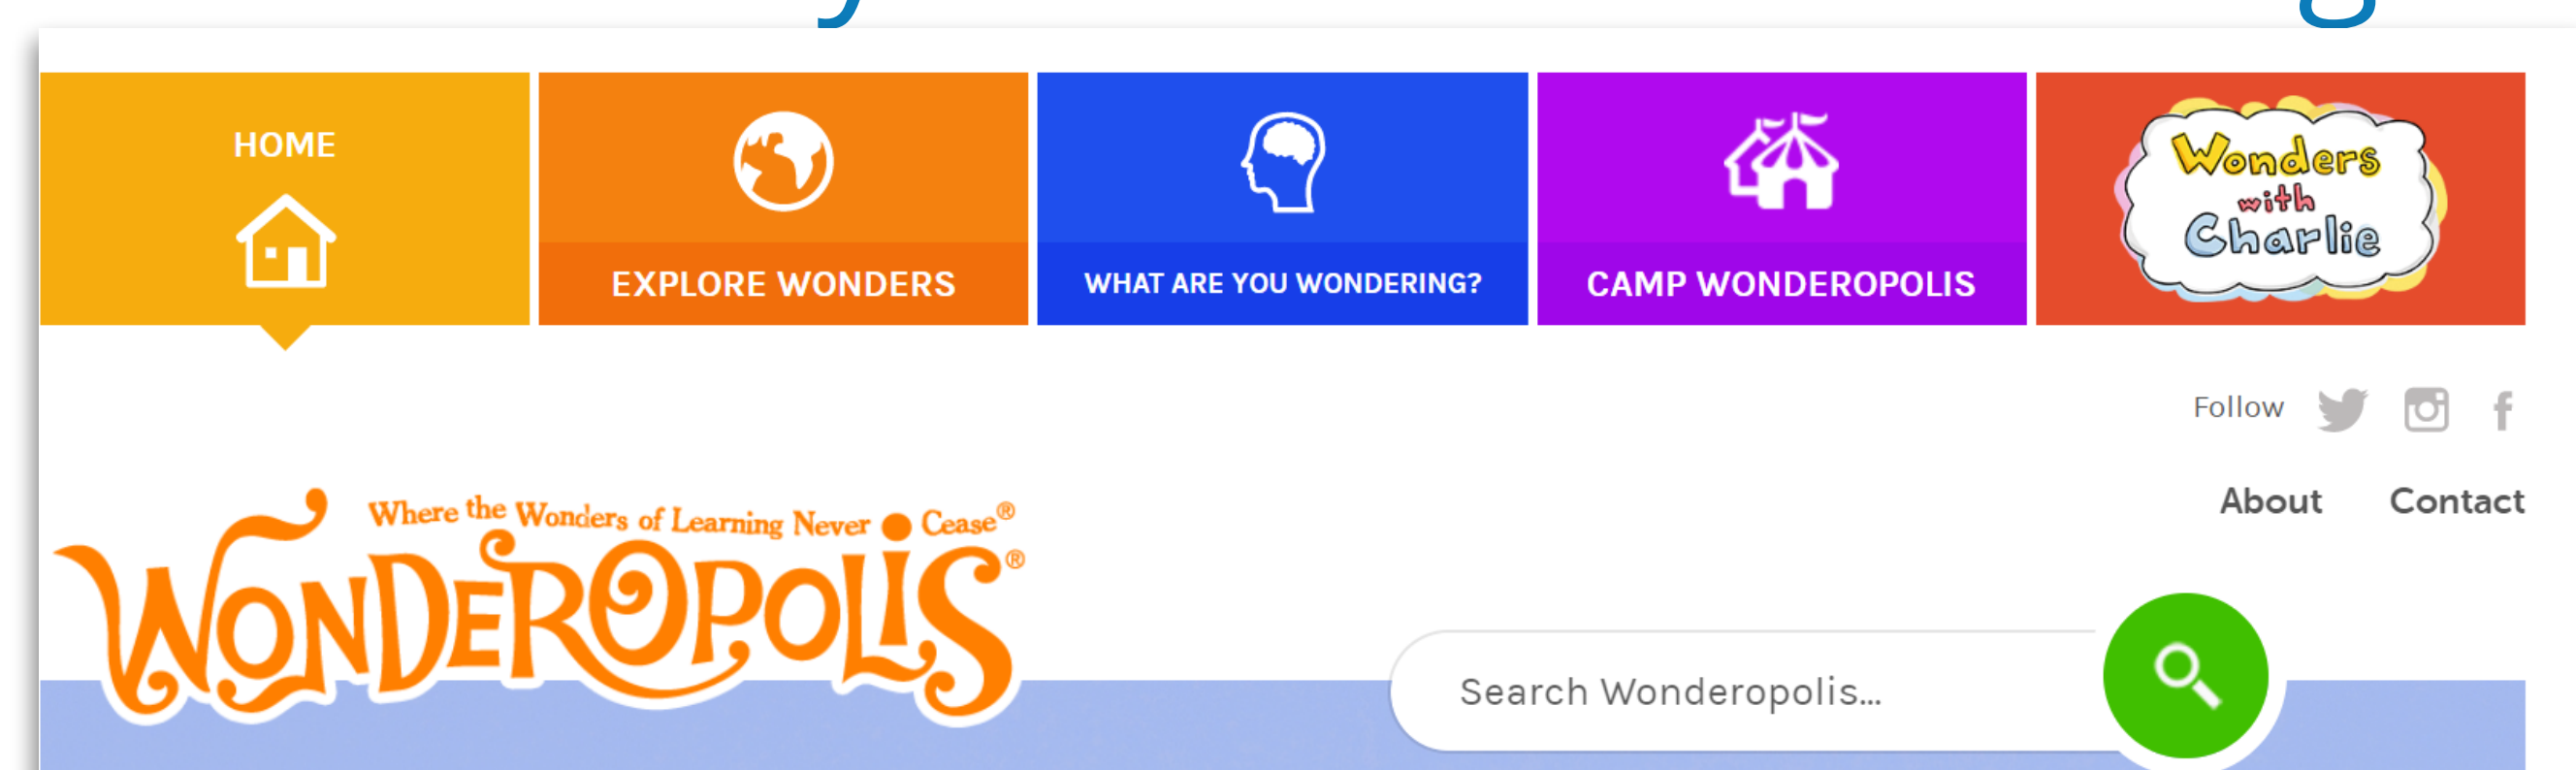 HOME
EXPLORE WONDERS
WHAT ARE YOU WONDERING?
CAMP WONDEROPOLIS
Wonders
with
Charlie
Follow
About Contact
Where the Wonders of Learning Never Cease®
WONDEROPOLIS®
Search Wonderopolis...